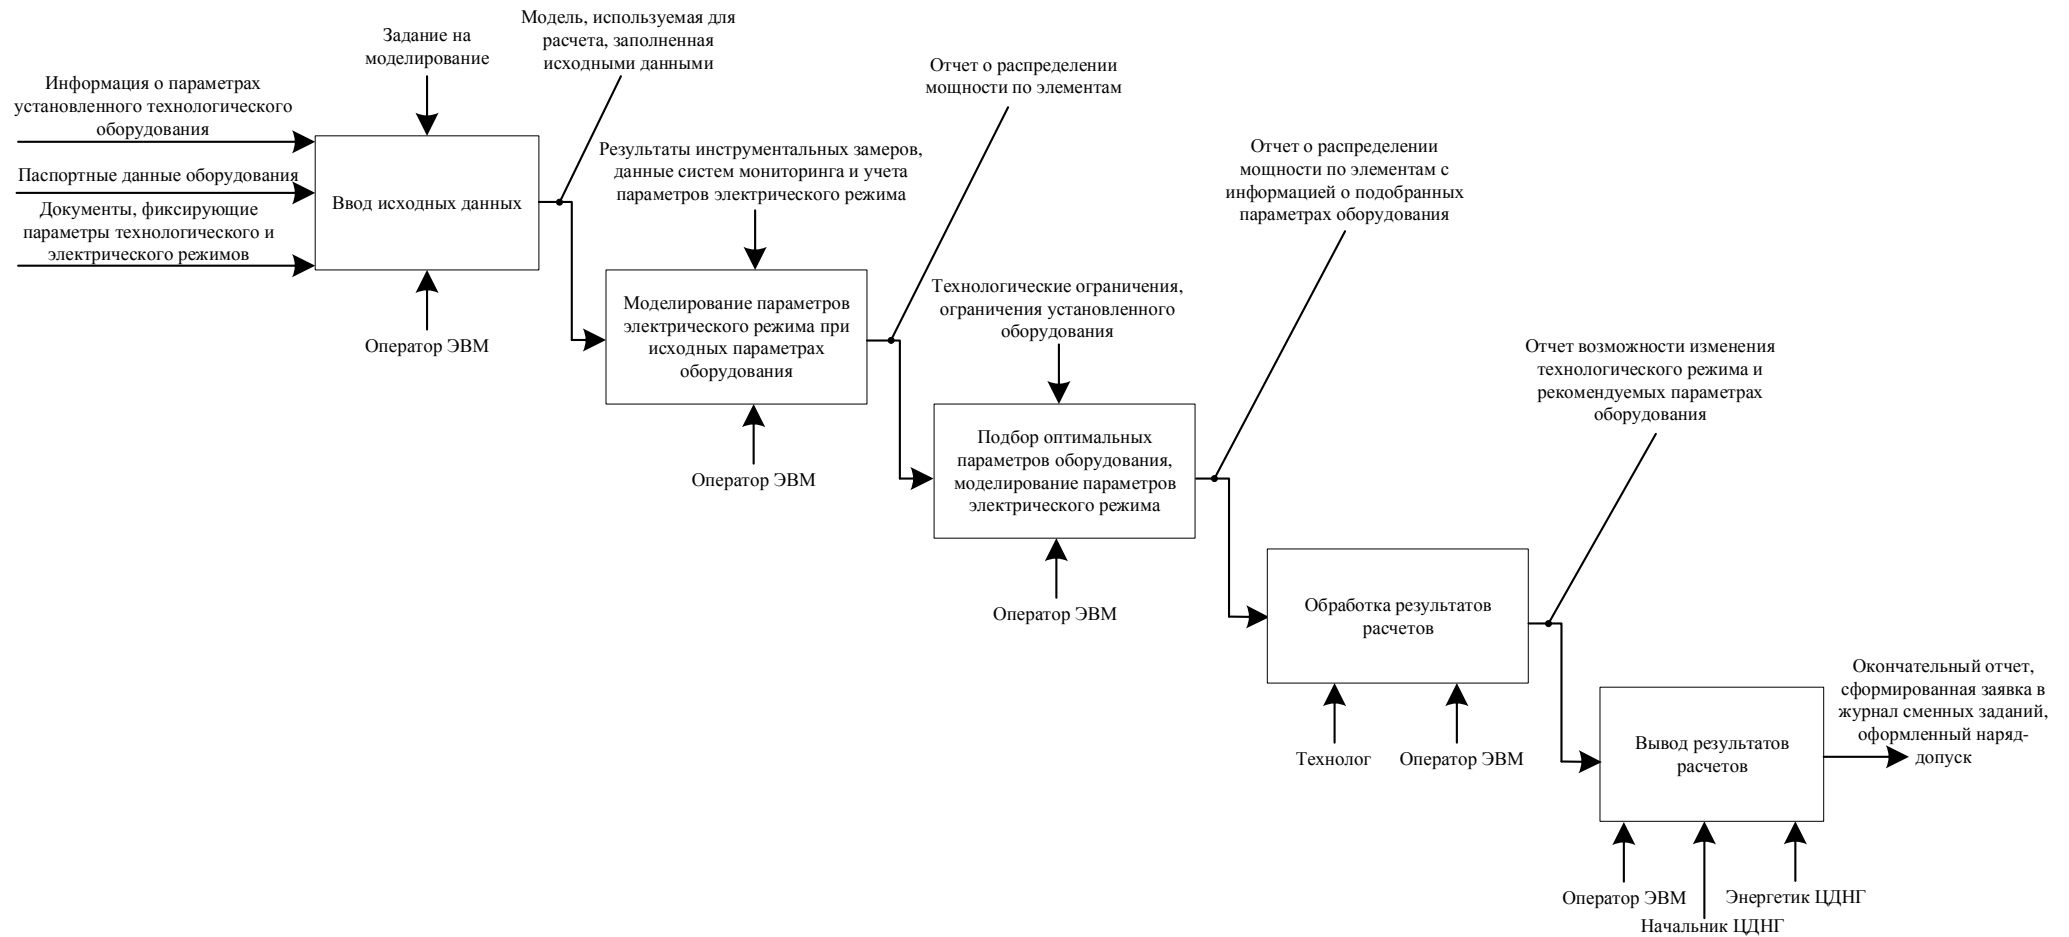 Модель, используемая для
расчета, заполненная
исходными данными
Задание на
моделирование
Информация о параметрах
установленного технологического
оборудования
Паспортные данные оборудования
Документы, фиксирующие
параметры технологического и
электрического режимов
Ввод исходных данных
Оператор ЭВМ
Результаты инструментальных замеров,
данные систем мониторинга и учета
параметров электрического режима
Моделирование параметров
электрического режима при
исходных параметрах
оборудования
Оператор ЭВМ
Отчет о распределении
мощности по элементам
Технологические ограничения,
ограничения установленного
оборудования
Подбор оптимальных
параметров оборудования,
моделирование параметров
электрического режима
Оператор ЭВМ
Отчет о распределении
мощности по элементам с
информацией о подобранных
параметрах оборудования
Обработка результатов
расчетов
Технолог
Оператор ЭВМ
Отчет возможности изменения
технологического режима и
рекомендуемых параметрах
оборудования
Вывод результатов
расчетов
Оператор ЭВМ
Начальник ЦДНГ
Энергетик ЦДНГ
Окончательный отчет,
сформированная заявка в
журнал сменных заданий,
оформленный наряд-
допуск